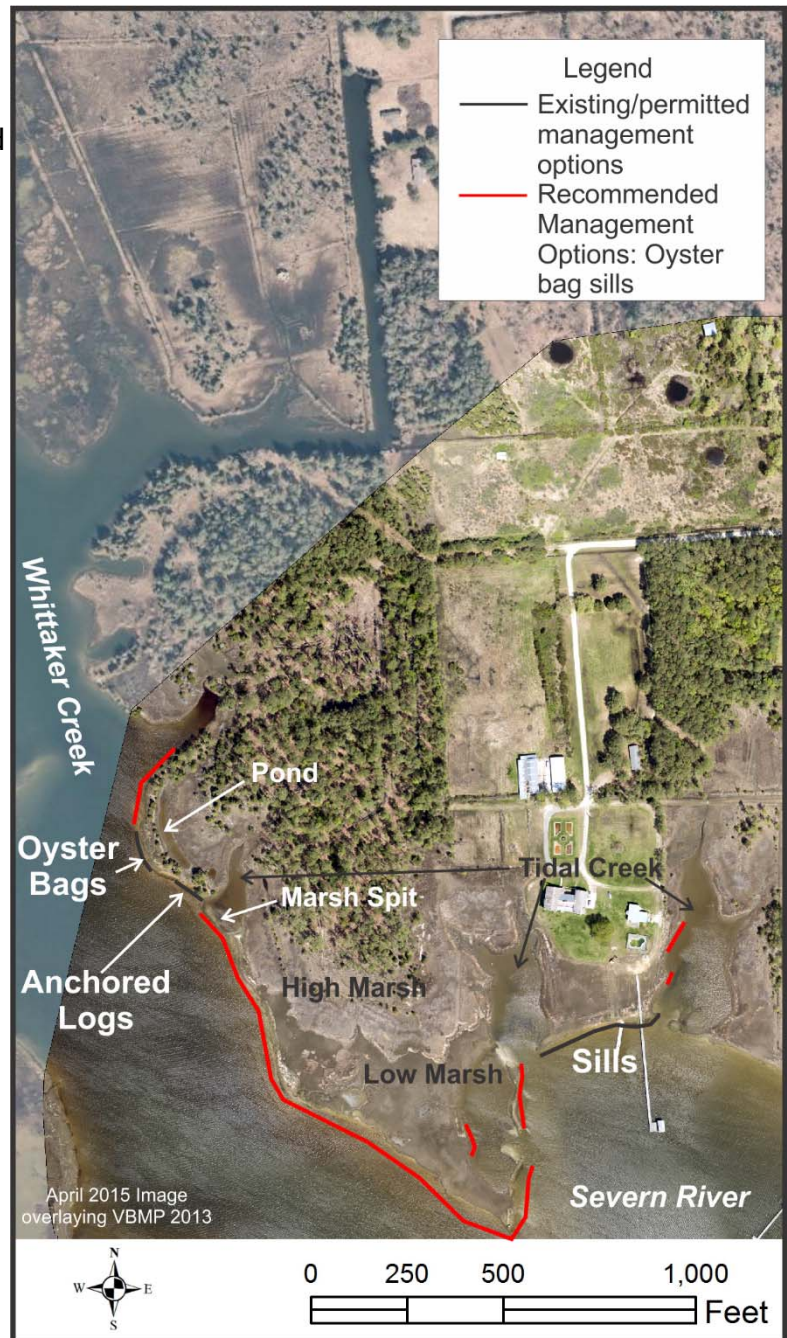 d
Legend
Existing/permitted
management
options
Recommended
Management
Options: Oyster
bag sills
Whittaker Creek
Pond
Oyster
Bags
Tidal Creek
Marsh Spit
Anchored
Logs
High Marsh
Sills
Low Marsh
Severn River
April 2015 Image
overlaying VBMP 2013
N
W E
S
0 250 500 1,000
Feet